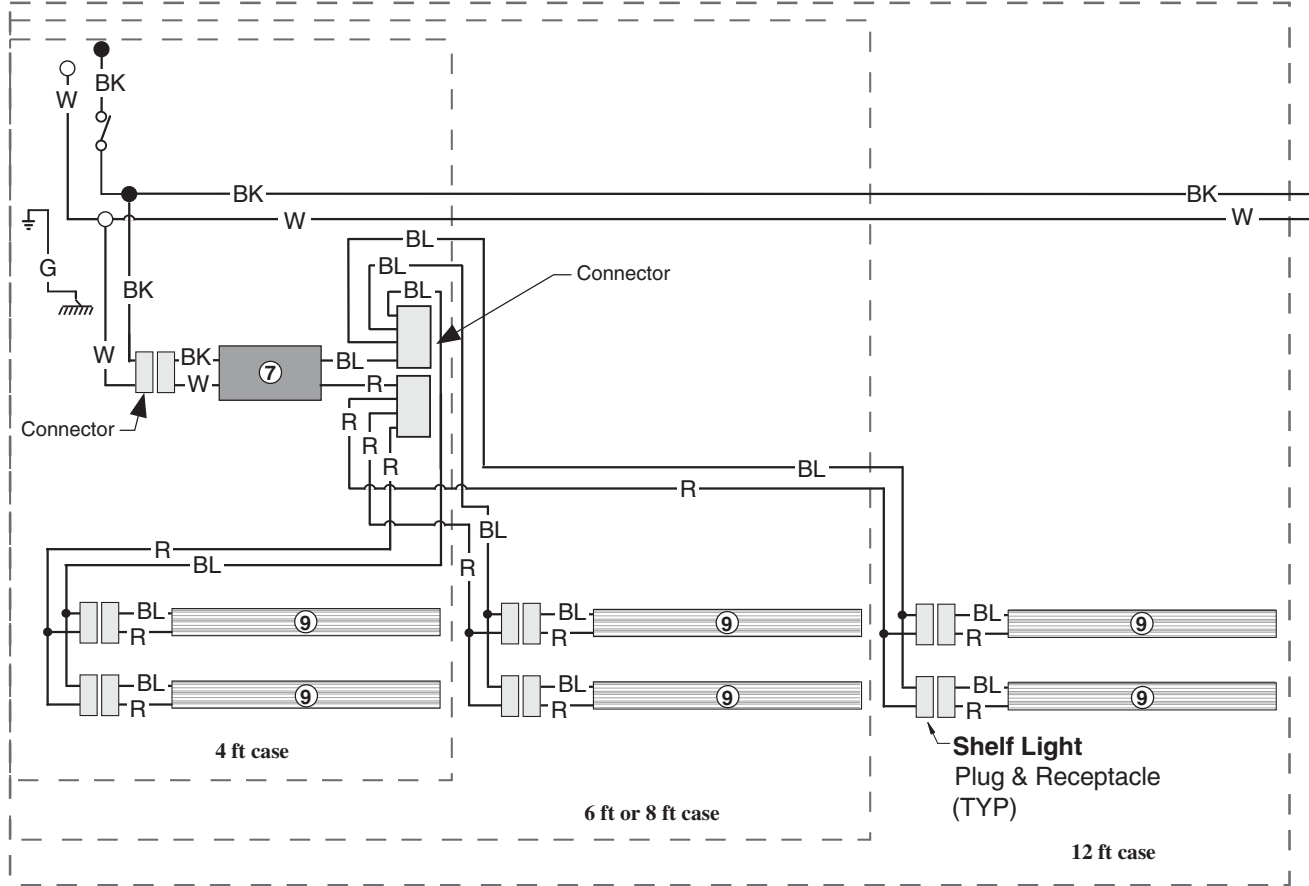 BK
W
BK
BK
W
W
BL
G
BL
Connector
BK
BL
W
BK
BL
7
W
R
Connector
R
R
R
BL
R
BL
R
BL
R
BL
9
R
BL
9
R
BL
9
R
BL
9
R
BL
9
R
BL
9
R
4 ft case
Shelf Light
Plug & Receptacle
(TYP)
6 ft or 8 ft case
12 ft case